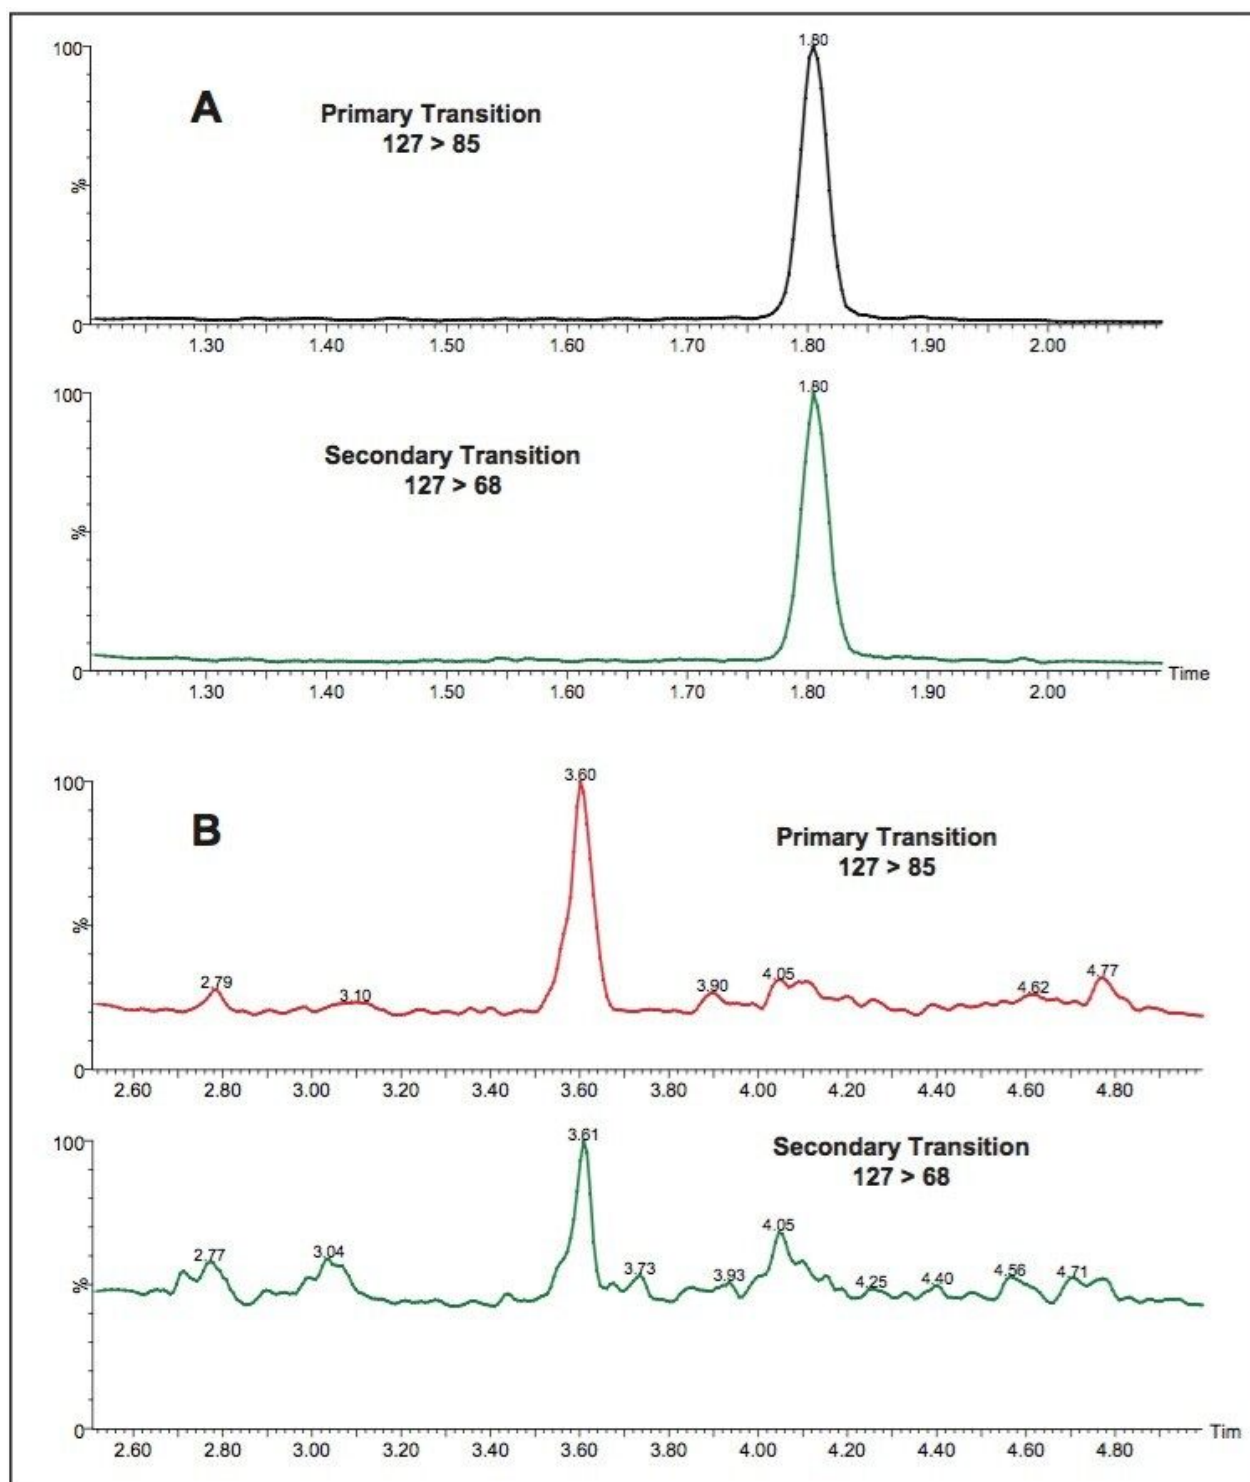 1.80
100
A
Primary Transition
127 > 85
%
0
1.30 1.40 1.50 1.60 1.70 1.80 1.90 2.00
1.80
100
Secondary Transition
127 > 68
%
0
Time
1.30 1.40 1.50 1.60 1.70 1.80 1.90 2.00
3.60
100
B
Primary Transition
127 > 85
%
2.79 3.10 3.90 4.05 4.62 4.77
0
2.60 2.80 3.00 3.20 3.40 3.60 3.80 4.00 4.20 4.40 4.60 4.80
3.61
100
Secondary Transition
127 > 68
4.05
2.77 3.04 3.73 3.93 4.25 4.40 4.56 4.71
%
0
Tim
2.60 2.80 3.00 3.20 3.40 3.60 3.80 4.00 4.20 4.40 4.60 4.80